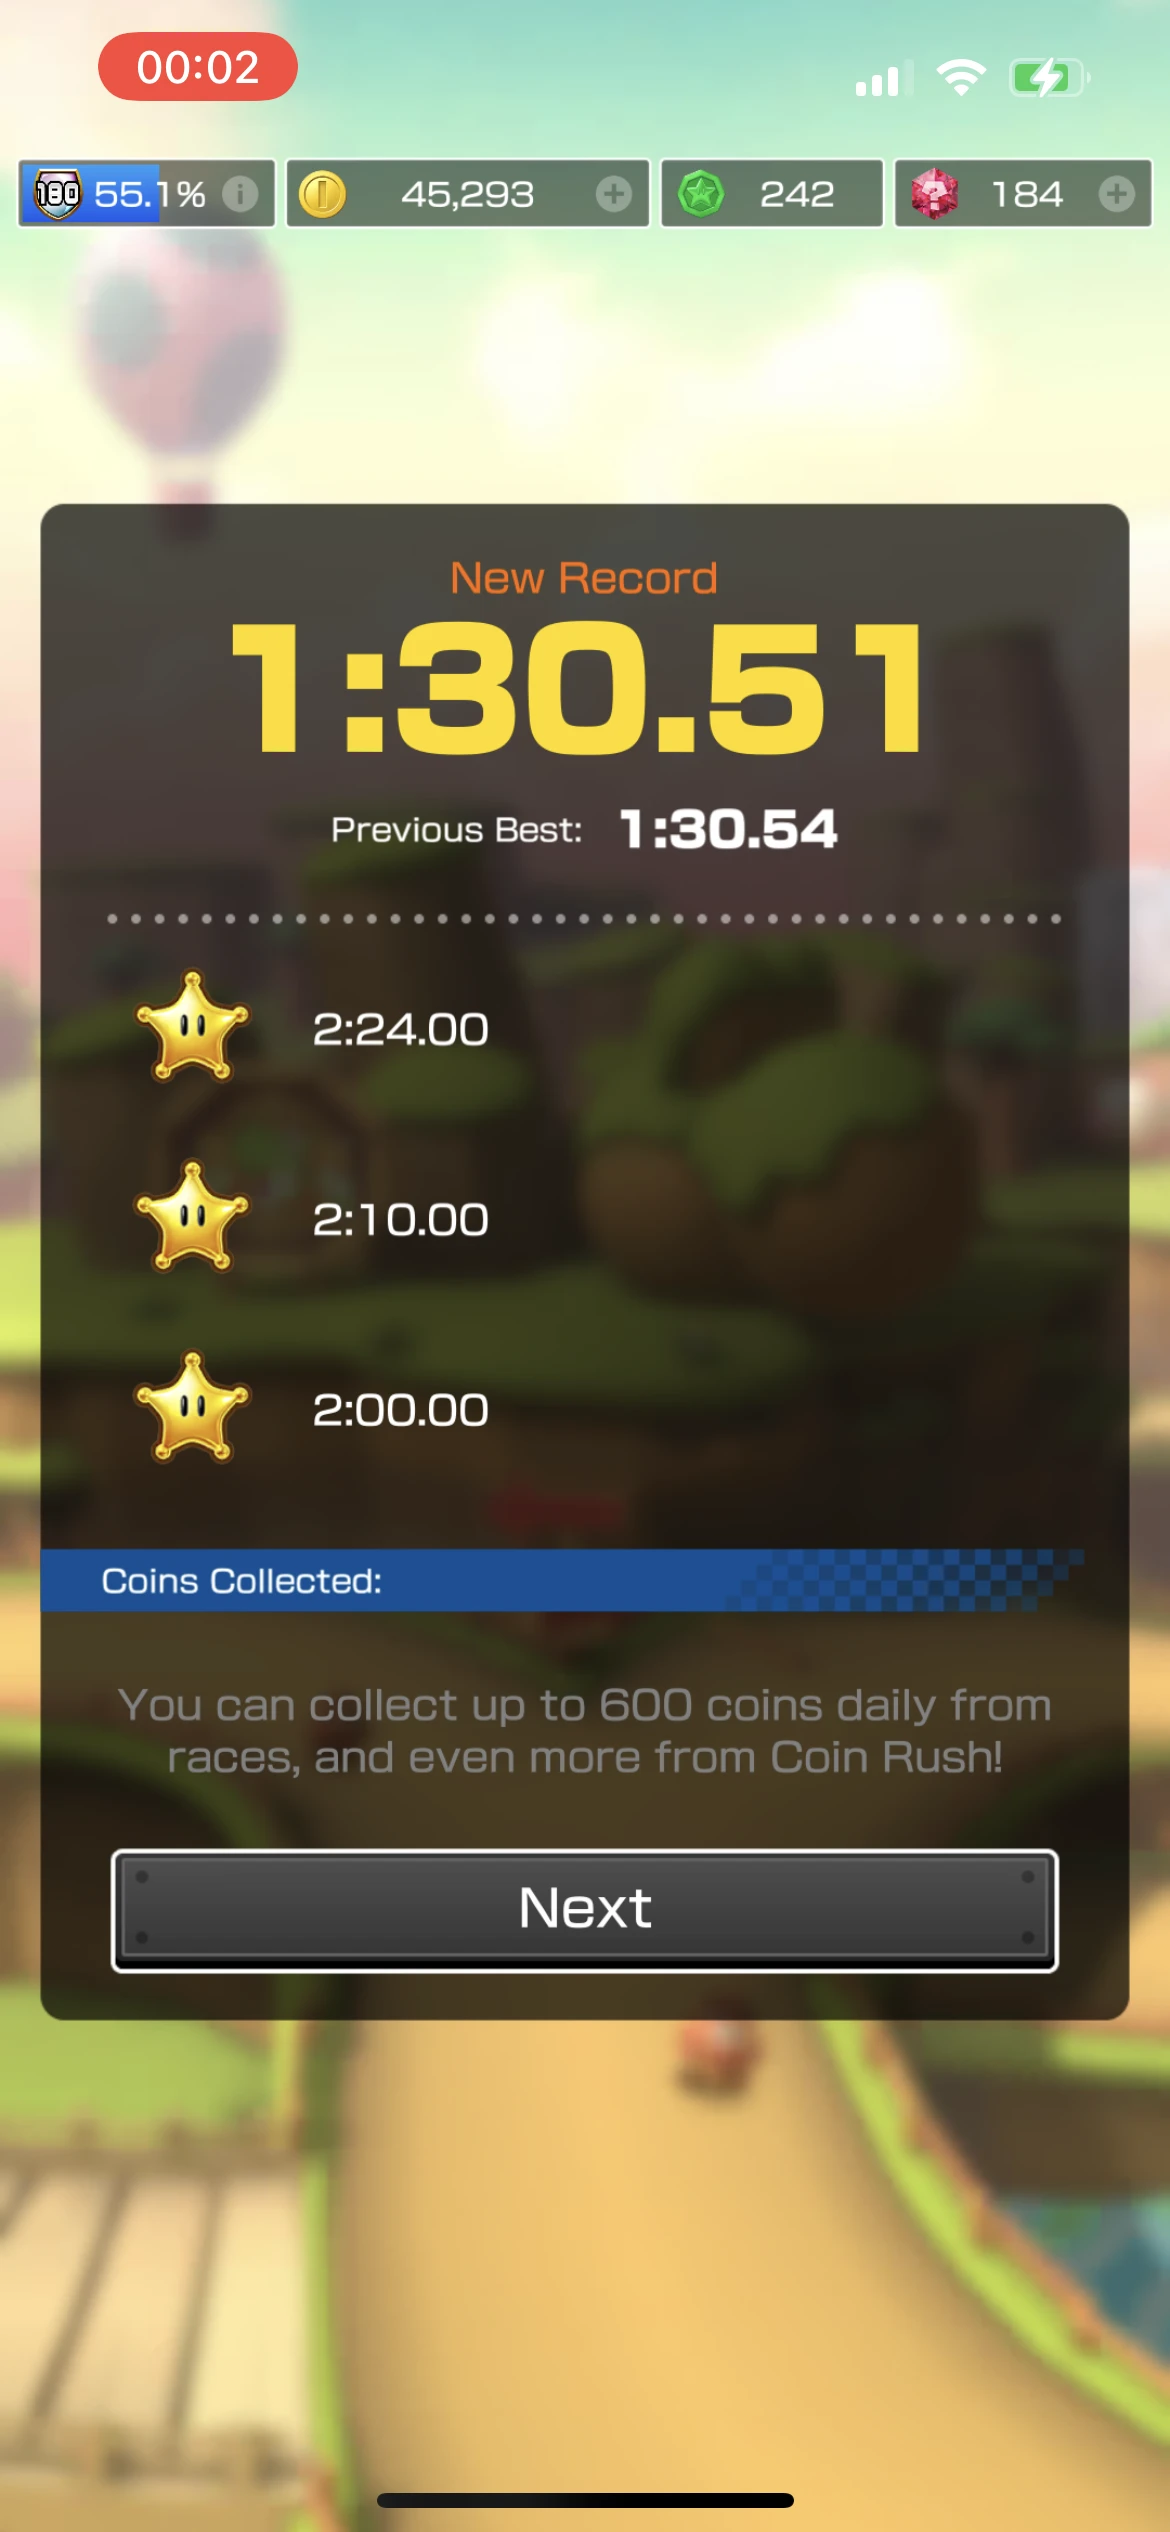 00:02
180 55.1% i 45,293 + 242 184 +
New Record
1:30.51
Previous Best: 1:30.54
2:24.00
2:10.00
2:00.00
Coins Collected:
You can collect up to 600 coins daily from
races, and even more from Coin Rush!
Next